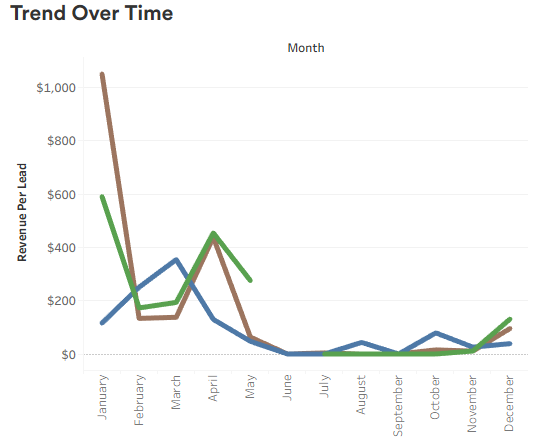 Trend Over Time
Month
Revenue Per Lead
$1,000
$800
$600
$400
$200
$0
January
February
March
April
May
June
July
August
September
October
November
December